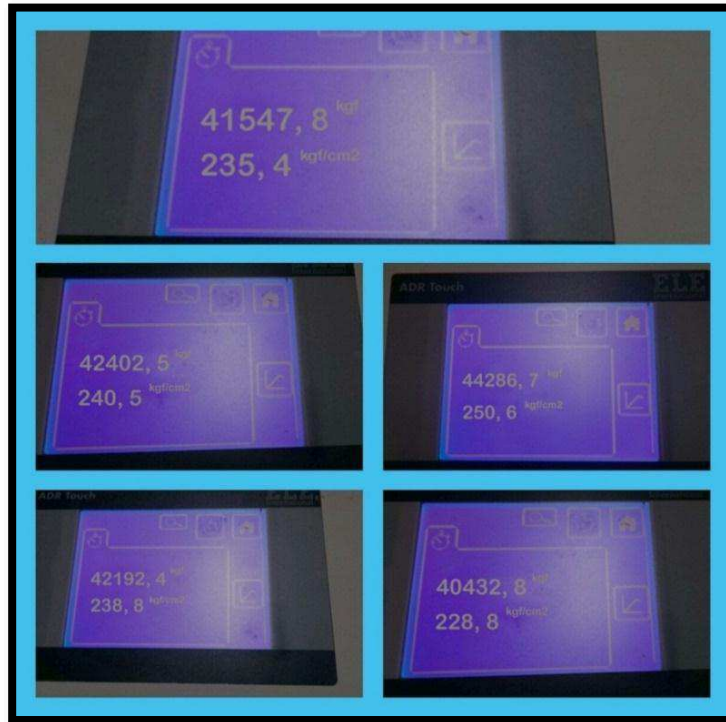 41547, 8 kgf
235, 4 kgf/cm2
42402, 5 kgf
240, 5 kgf/cm2
ADR Touch ELE
44286, 7 kgf
250, 6 kgf/cm2
ADR Touch
42192, 4 kgf
238, 8 kgf/cm2
40432, 8 kgf
228, 8 kgf/cm2